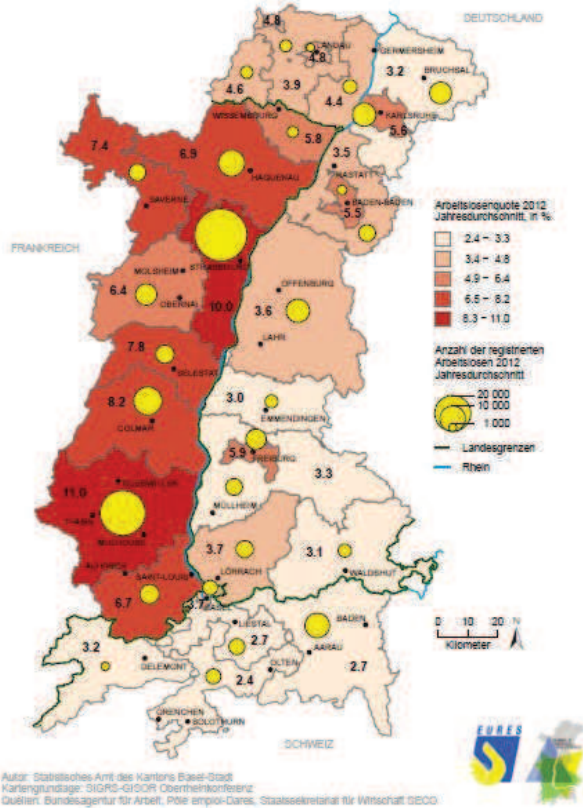 DEUTSCHLAND
4.8
LANDAU
4.8
GERMERSHEIM
3.2
BRUCHSAL
4.6
3.9
4.4
WISSEMBOURG
KARLSRUHE
5.6
5.8
7.4
6.9
HAGUENAU
3.5
RASTATT
SAVERNE
BADEN-BADEN
5.5
FRANKREICH
STRASBOURG
MOLSHEIM
6.4
OBERNAI
10.0
OFFENBURG
3.6
LAHR
7.8
SELESTAT
8.2
COLMAR
3.0
EMMENDINGEN
5.9
FREIBURG
3.3
11.0
GUEBWILLER
THANN
MULHOUSE
MÜLLHEIM
3.7
LÖRRACH
3.1
WALDSHUT
ALTKIRCH
SAINT-LOUIS
6.7
3.7
BASEL
LIESTAL
2.7
BADEN
AARAU
2.7
3.2
DELEMONT
OLTEN
2.4
GRENCHEN
SOLOTHURN
SCHWEIZ
Arbeitslosenquote 2012
Jahresdurchschnitt, in %
2.4 – 3.3
3.4 – 4.8
4.9 – 6.4
6.5 – 8.2
8.3 – 11.0
Anzahl der registrierten
Arbeitslosen 2012
Jahresdurchschnitt
20 000
10 000
1 000
Landesgrenzen
Rhein
0 10 20
Kilometer
N
EURES
Autor: Statistisches Amt des Kantons Basel-Stadt
Kartengrundlage: SIGRS-GISOR Oberrheinkonferenz
Quellen: Bundesagentur für Arbeit, Pôle emploi-Dares, Staatssekretariat für Wirtschaft SECO